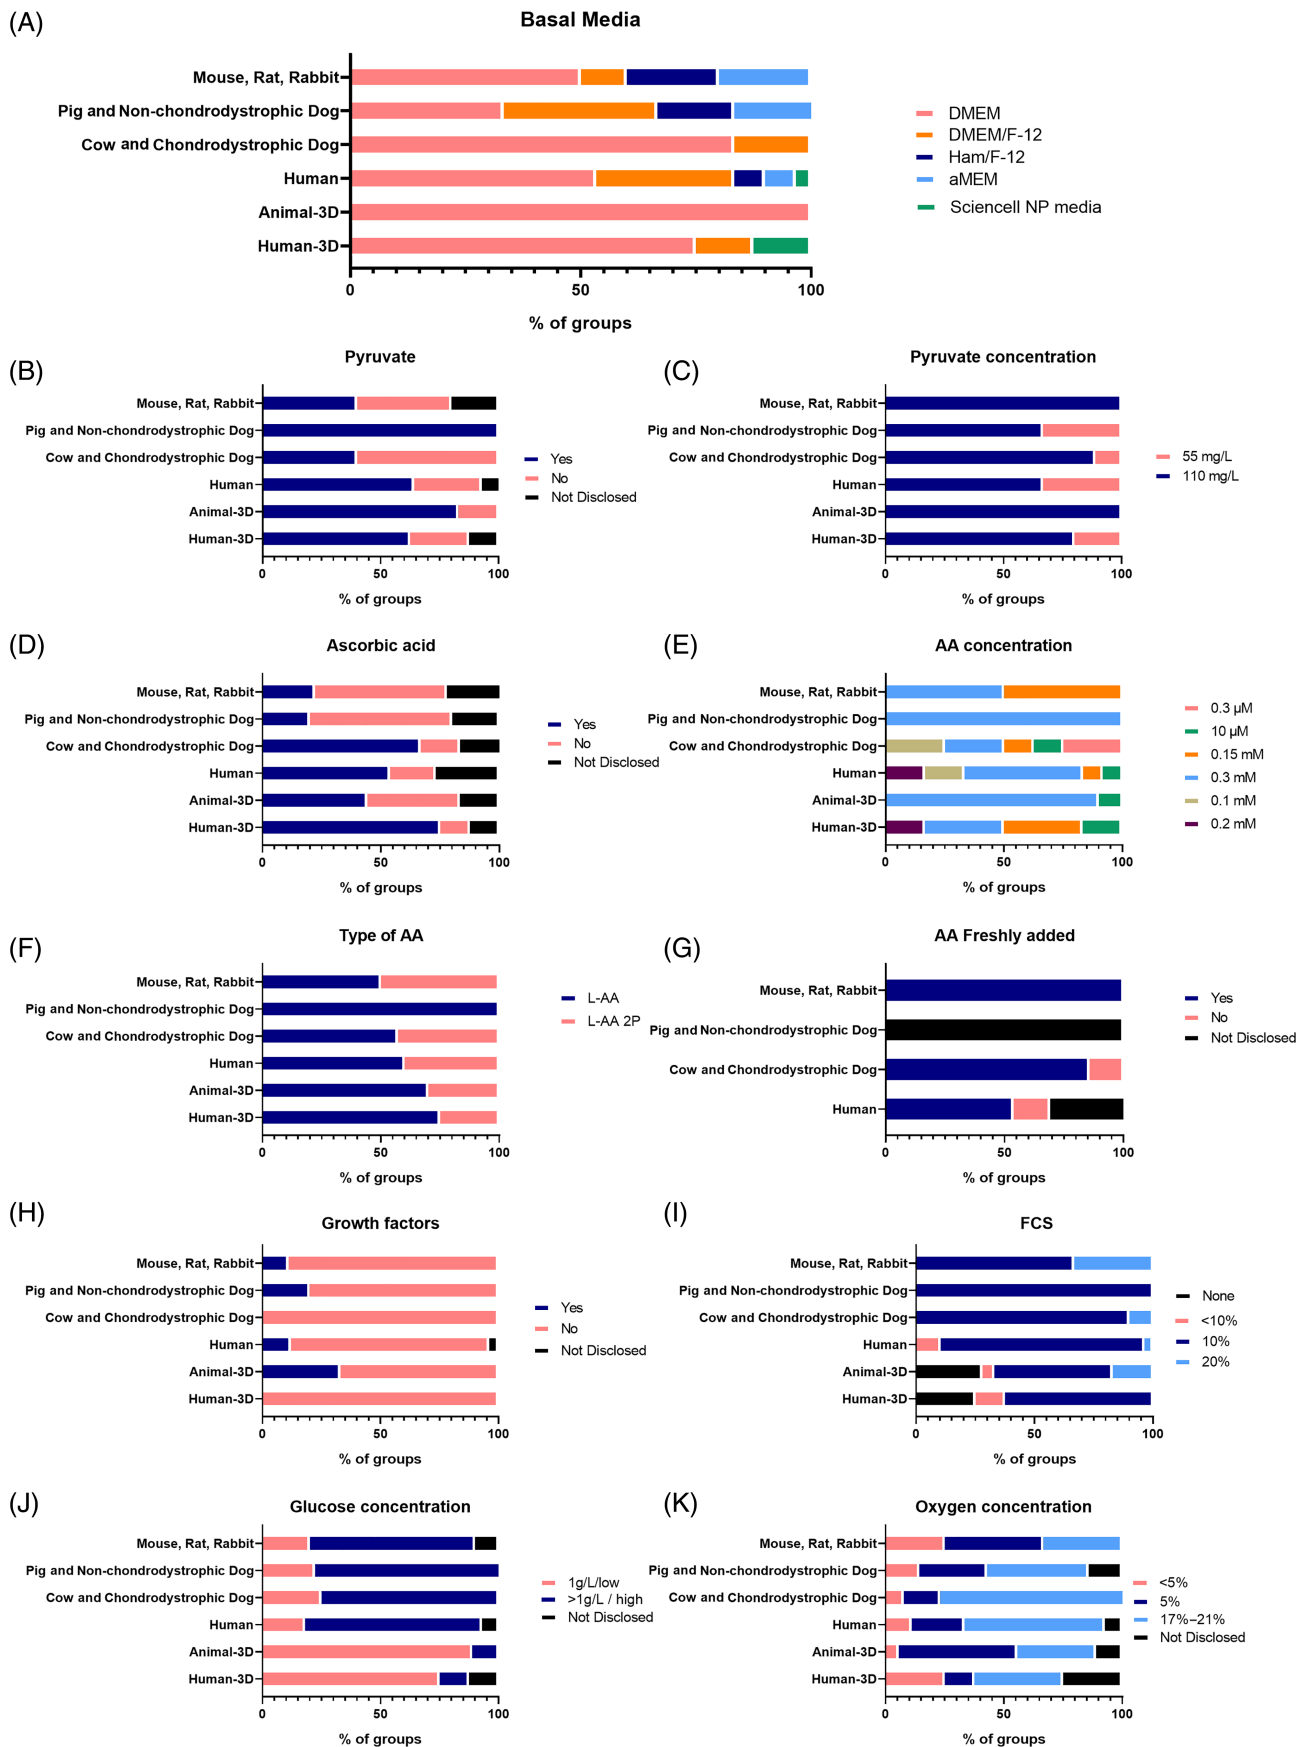 (A)
Basal Media
Mouse, Rat, Rabbit
Pig and Non-chondrodystrophic Dog
Cow and Chondrodystrophic Dog
Human
Animal-3D
Human-3D
0 50 100
% of groups
DMEM
DMEM/F-12
Ham/F-12
aMEM
Sciencell NP media
(B)
Pyruvate
Mouse, Rat, Rabbit
Pig and Non-chondrodystrophic Dog
Cow and Chondrodystrophic Dog
Human
Animal-3D
Human-3D
0 50 100
% of groups
Yes
No
Not Disclosed
(C)
Pyruvate concentration
Mouse, Rat, Rabbit
Pig and Non-chondrodystrophic Dog
Cow and Chondrodystrophic Dog
Human
Animal-3D
Human-3D
0 50 100
% of groups
55 mg/L
110 mg/L
(D)
Ascorbic acid
Mouse, Rat, Rabbit
Pig and Non-chondrodystrophic Dog
Cow and Chondrodystrophic Dog
Human
Animal-3D
Human-3D
0 50 100
% of groups
Yes
No
Not Disclosed
(E)
AA concentration
Mouse, Rat, Rabbit
Pig and Non-chondrodystrophic Dog
Cow and Chondrodystrophic Dog
Human
Animal-3D
Human-3D
0 50 100
% of groups
0.3 µM
10 µM
0.15 mM
0.3 mM
0.1 mM
0.2 mM
(F)
Type of AA
Mouse, Rat, Rabbit
Pig and Non-chondrodystrophic Dog
Cow and Chondrodystrophic Dog
Human
Animal-3D
Human-3D
0 50 100
% of groups
L-AA
L-AA 2P
(G)
AA Freshly added
Mouse, Rat, Rabbit
Pig and Non-chondrodystrophic Dog
Cow and Chondrodystrophic Dog
Human
0 50 100
% of groups
Yes
No
Not Disclosed
(H)
Growth factors
Mouse, Rat, Rabbit
Pig and Non-chondrodystrophic Dog
Cow and Chondrodystrophic Dog
Human
Animal-3D
Human-3D
0 50 100
% of groups
Yes
No
Not Disclosed
(I)
FCS
Mouse, Rat, Rabbit
Pig and Non-chondrodystrophic Dog
Cow and Chondrodystrophic Dog
Human
Animal-3D
Human-3D
0 50 100
% of groups
None
<10%
10%
20%
(J)
Glucose concentration
Mouse, Rat, Rabbit
Pig and Non-chondrodystrophic Dog
Cow and Chondrodystrophic Dog
Human
Animal-3D
Human-3D
0 50 100
% of groups
1g/L/low
>1g/L / high
Not Disclosed
(K)
Oxygen concentration
Mouse, Rat, Rabbit
Pig and Non-chondrodystrophic Dog
Cow and Chondrodystrophic Dog
Human
Animal-3D
Human-3D
0 50 100
% of groups
<5%
5%
17%–21%
Not Disclosed